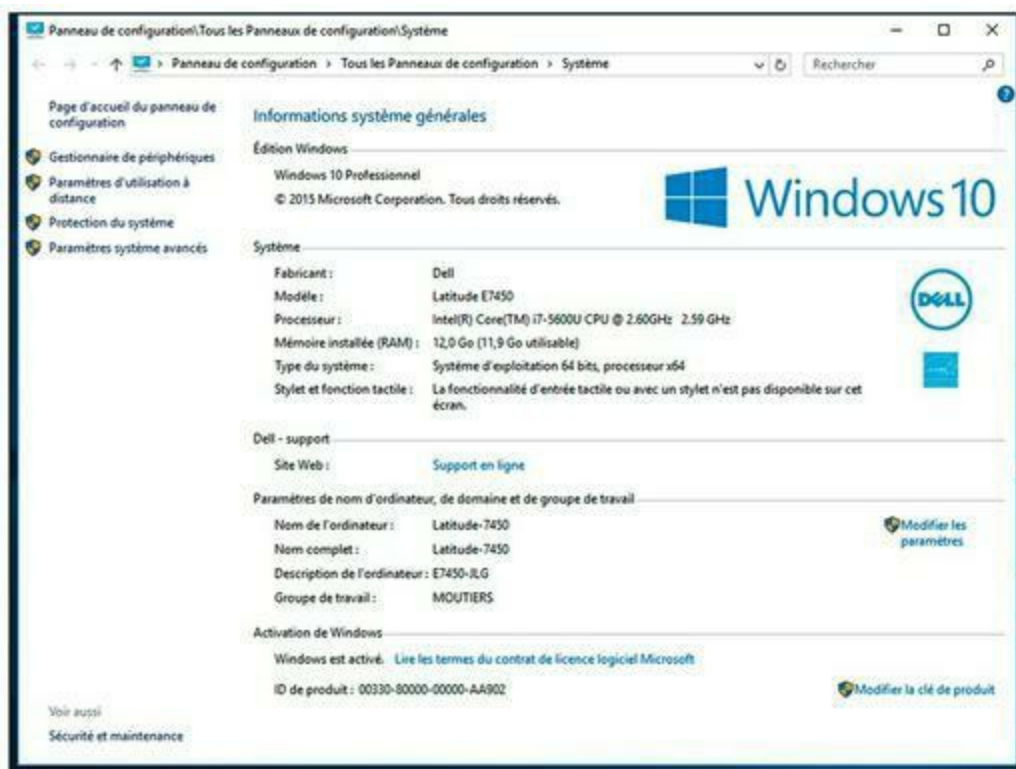 Panneau de configuration\Tous les Panneaux de configuration\Système
Panneau de configuration > Tous les Panneaux de configuration > Système
Rechercher
Page d'accueil du panneau de
configuration
Gestionnaire de périphériques
Paramètres d'utilisation à
distance
Protection du système
Paramètres système avancés
Voir aussi
Sécurité et maintenance
Informations système générales
Édition Windows
Windows 10 Professionnel
© 2015 Microsoft Corporation. Tous droits réservés.
Windows 10
Système
Fabricant : Dell
Modèle : Latitude E7450
Processeur : Intel(R) Core(TM) i7-5600U CPU @ 2.60GHz 2.59 GHz
Mémoire installée (RAM) : 12,0 Go (11,9 Go utilisable)
Type du système : Système d'exploitation 64 bits, processeur x64
Stylet et fonction tactile : La fonctionnalité d'entrée tactile ou avec un stylet n'est pas disponible sur cet
écran.
DELL
Dell - support
Site Web : Support en ligne
Paramètres de nom d'ordinateur, de domaine et de groupe de travail
Nom de l'ordinateur : Latitude-7450
Nom complet : Latitude-7450
Description de l'ordinateur : E7450-JLG
Groupe de travail : MOUTIERS
Modifier les
paramètres
Activation de Windows
Windows est activé. Lire les termes du contrat de licence logiciel Microsoft
ID de produit : 00330-80000-00000-AA902
Modifier la clé de produit